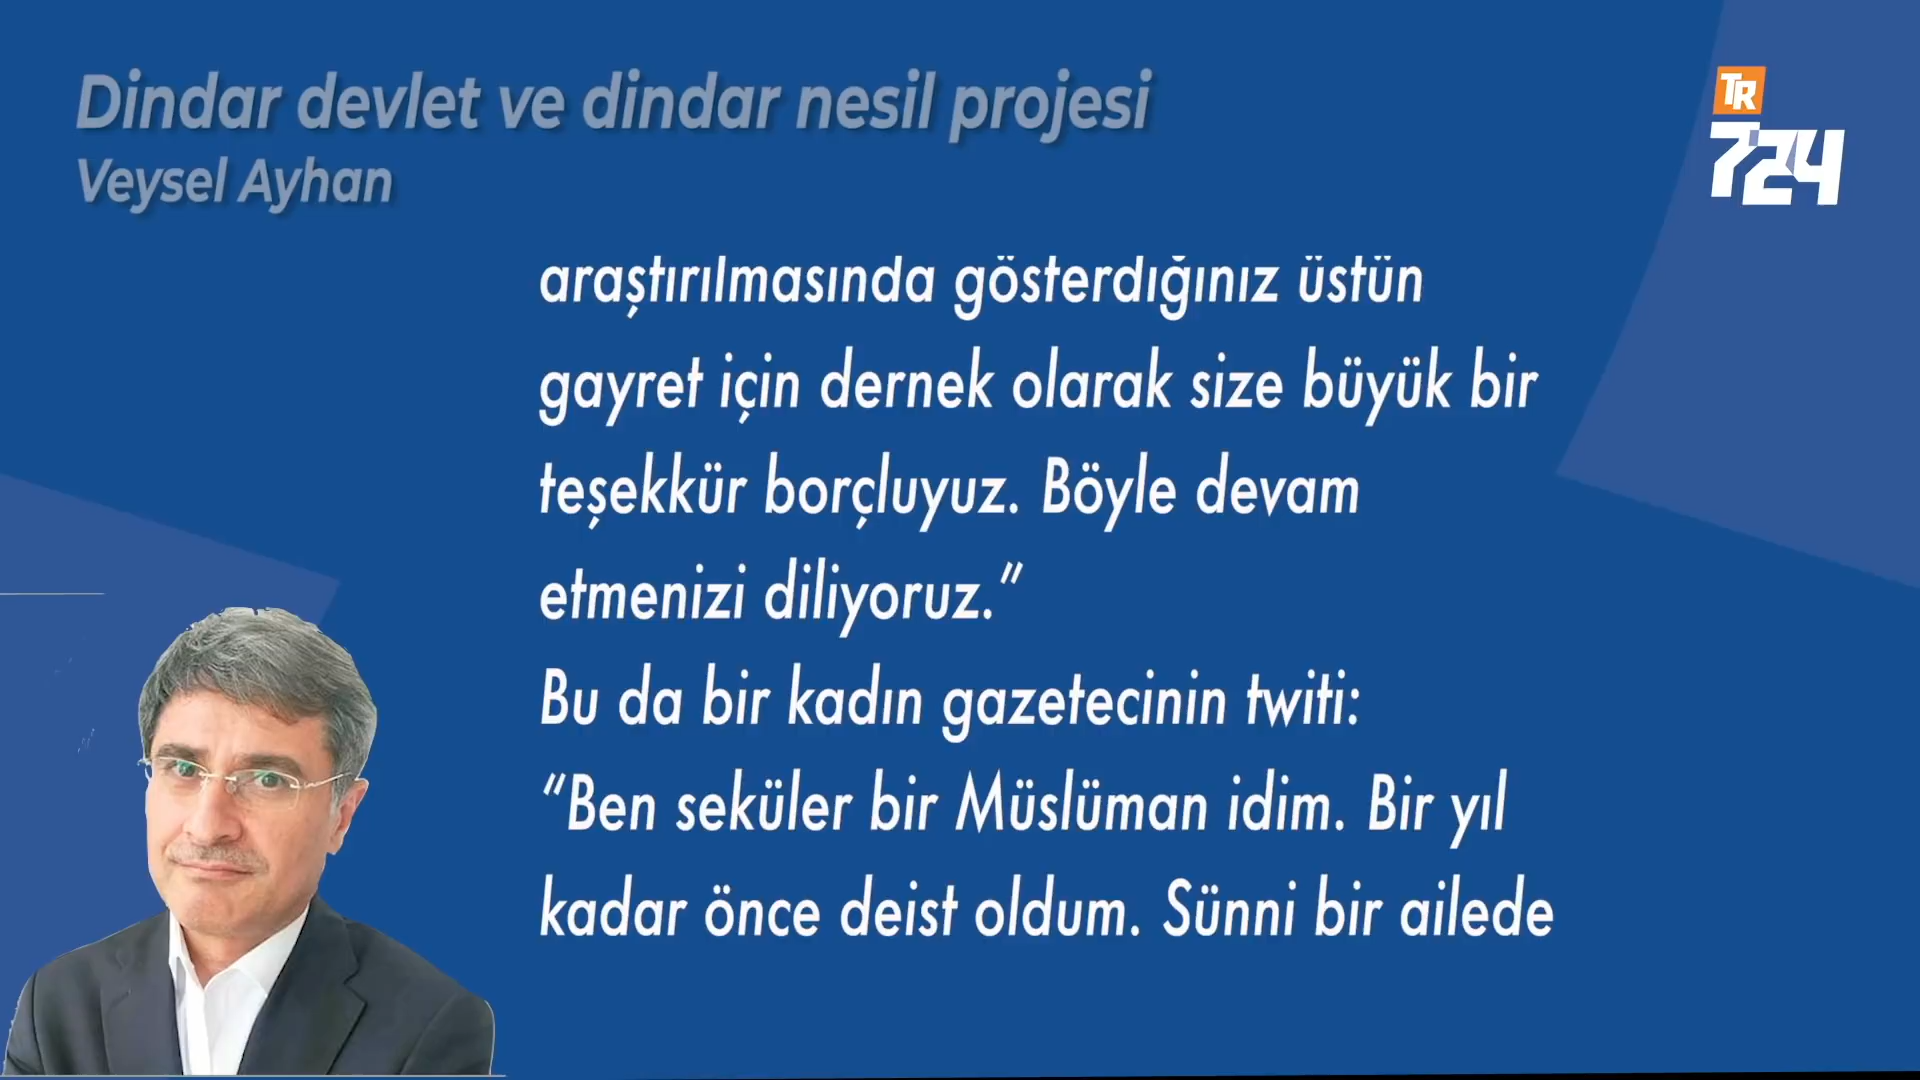 Dindar devlet ve dindar nesil projesi
Veysel Ayhan
TR
724
araştırılmasında gösterdiğiniz üstün
gayret için dernek olarak size büyük bir
teşekkür borçluyuz. Böyle devam
etmenizi diliyoruz.”
Bu da bir kadın gazetecinin twiti:
“Ben seküler bir Müslüman idim. Bir yıl
kadar önce deist oldum. Sünni bir ailede